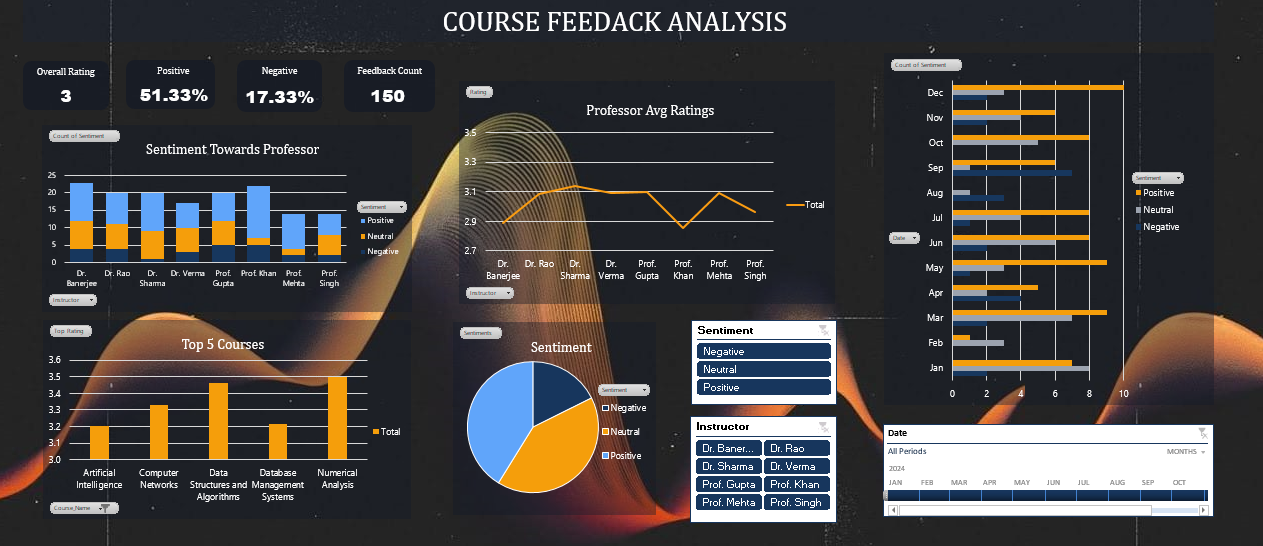 COURSE FEEDACK ANALYSIS
Overall Rating
3
Positive
51.33%
Negative
17.33%
Feedback Count
150
Count of Sentiment
Sentiment Towards Professor
25
20
15
10
5
0
Dr. Banerjee
Dr. Rao
Dr. Sharma
Dr. Verma
Prof. Gupta
Prof. Khan
Prof. Mehta
Prof. Singh
Sentiment
Positive
Neutral
Negative
Instructor
Rating
Professor Avg Ratings
3.5
3.3
3.1
2.9
2.7
Dr. Banerjee
Dr. Rao
Dr. Sharma
Dr. Verma
Prof. Gupta
Prof. Khan
Prof. Mehta
Prof. Singh
Total
Instructor
Count of Sentiment
Dec
Nov
Oct
Sep
Aug
Jul
Jun
May
Apr
Mar
Feb
Jan
0 2 4 6 8 10
Sentiment
Positive
Neutral
Negative
Date
Top Rating
Top 5 Courses
3.6
3.5
3.4
3.3
3.2
3.1
3.0
Artificial Intelligence
Computer Networks
Data Structures and Algorithms
Database Management Systems
Numerical Analysis
Total
Course_Name
Sentiments
Sentiment
Sentiment
Negative
Neutral
Positive
Sentiment
Negative
Neutral
Positive
Instructor
Dr. Baner... Dr. Rao
Dr. Sharma Dr. Verma
Prof. Gupta Prof. Khan
Prof. Mehta Prof. Singh
Date
All Periods MONTHS
2024
JAN FEB MAR APR MAY JUN JUL AUG SEP OCT